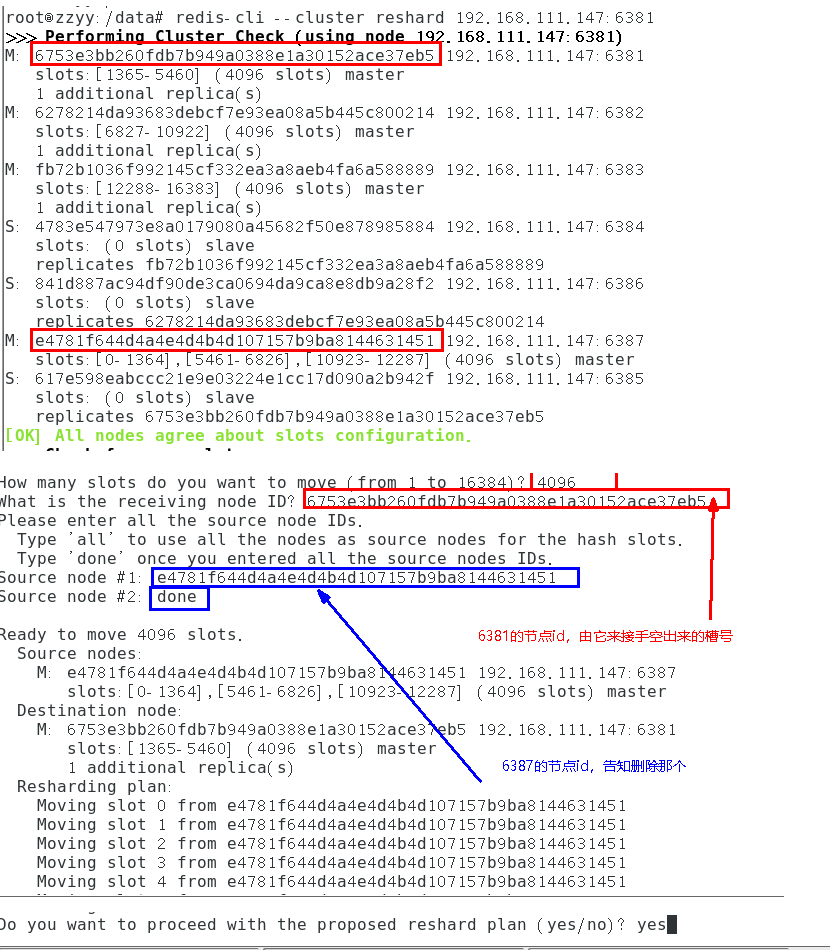 root@zzyy:/data# redis-cli --cluster reshard 192.168.111.147:6381
>>> Performing Cluster Check (using node 192.168.111.147:6381)
M: 6753e3bb260fdb7b949a0388e1a30152ace37eb5 192.168.111.147:6381
slots:[1365-5460] (4096 slots) master
1 additional replica(s)
M: 6278214da93683debcf7e93ea08a5b445c800214 192.168.111.147:6382
slots:[6827-10922] (4096 slots) master
1 additional replica(s)
M: fb72b1036f992145cf332ea3a8aeb4fa6a588889 192.168.111.147:6383
slots:[12288-16383] (4096 slots) master
1 additional replica(s)
S: 4783e547973e8a0179080a45682f50e878985884 192.168.111.147:6384
slots: (0 slots) slave
replicates fb72b1036f992145cf332ea3a8aeb4fa6a588889
S: 841d887ac94df90de3ca0694da9ca8e8db9a28f2 192.168.111.147:6386
slots: (0 slots) slave
replicates 6278214da93683debcf7e93ea08a5b445c800214
M: e4781f644d4a4e4d4b4d107157b9ba8144631451 192.168.111.147:6387
slots:[0-1364],[5461-6826],[10923-12287] (4096 slots) master
S: 617e598eabccc21e9e03224e1cc17d090a2b942f 192.168.111.147:6385
slots: (0 slots) slave
replicates 6753e3bb260fdb7b949a0388e1a30152ace37eb5
[OK] All nodes agree about slots configuration.
How many slots do you want to move (from 1 to 16384)? 4096
What is the receiving node ID? 6753e3bb260fdb7b949a0388e1a30152ace37eb5
Please enter all the source node IDs.
Type 'all' to use all the nodes as source nodes for the hash slots.
Type 'done' once you entered all the source nodes IDs.
Source node #1: e4781f644d4a4e4d4b4d107157b9ba8144631451
Source node #2: done
6381的节点id，由它来接手空出来的槽号
Ready to move 4096 slots.
Source nodes:
M: e4781f644d4a4e4d4b4d107157b9ba8144631451 192.168.111.147:6387
slots:[0-1364],[5461-6826],[10923-12287] (4096 slots) master
Destination node:
M: 6753e3bb260fdb7b949a0388e1a30152ace37eb5 192.168.111.147:6381
slots:[1365-5460] (4096 slots) master
1 additional replica(s)
6387的节点id，告知删除那个
Resharding plan:
Moving slot 0 from e4781f644d4a4e4d4b4d107157b9ba8144631451
Moving slot 1 from e4781f644d4a4e4d4b4d107157b9ba8144631451
Moving slot 2 from e4781f644d4a4e4d4b4d107157b9ba8144631451
Moving slot 3 from e4781f644d4a4e4d4b4d107157b9ba8144631451
Moving slot 4 from e4781f644d4a4e4d4b4d107157b9ba8144631451
Do you want to proceed with the proposed reshard plan (yes/no)? yes